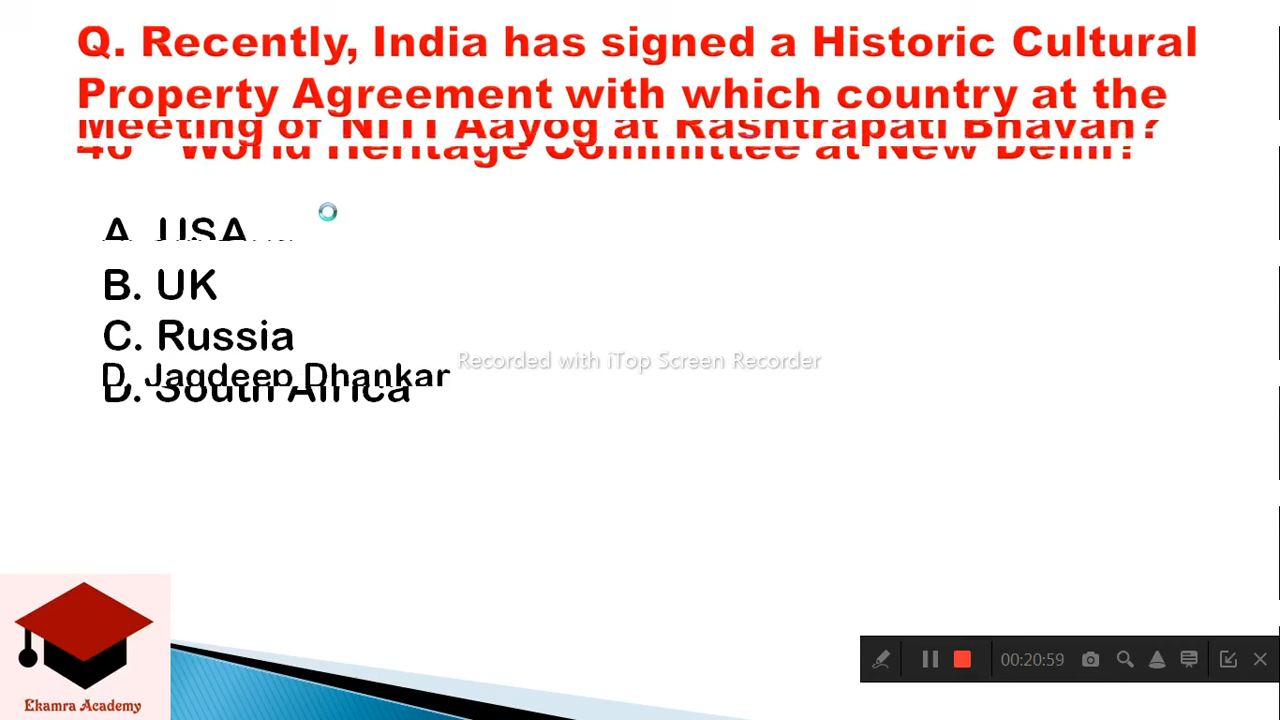 Q. Recently, India has signed a Historic Cultural
Property Agreement with which country at the
Meeting of NITI Aayog at Rashtrapati Bhavan?
World Heritage Committee at New Delhi?
A. USA
B. UK
C. Russia
D. Jagdeep Dhankar
D. South Africa
Recorded with iTop Screen Recorder
00:20:59
Ekamra Academy